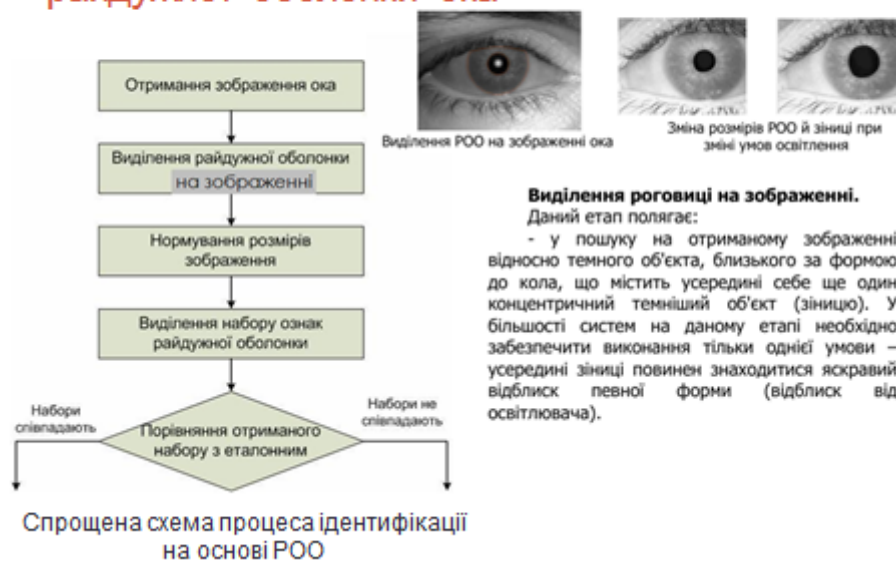 Отримання зображення ока
Виділення райдужної оболонки
на зображенні
Нормування розмірів
зображення
Виділення набору ознак
райдужної оболонки
Набори
співпадають
Порівняння отриманого
набору з еталонним
Набори не
співпадають
Спрощена схема процеса ідентифікації
на основі РОО
Виділення РОО на зображенні ока
Зміна розмірів РОО й зіниці при
зміні умов освітлення
Виділення роговиці на зображенні.
Даний етап полягає:
- у пошуку на отриманому зображенні
відносно темного об'єкта, близького за формою
до кола, що містить усередині себе ще один
концентричний темніший об'єкт (зіницю). У
більшості систем на даному етапі необхідно
забезпечити виконання тільки однієї умови –
усередині зіниці повинен знаходитися яскравий
відблиск певної форми (відблиск від
освітлювача).